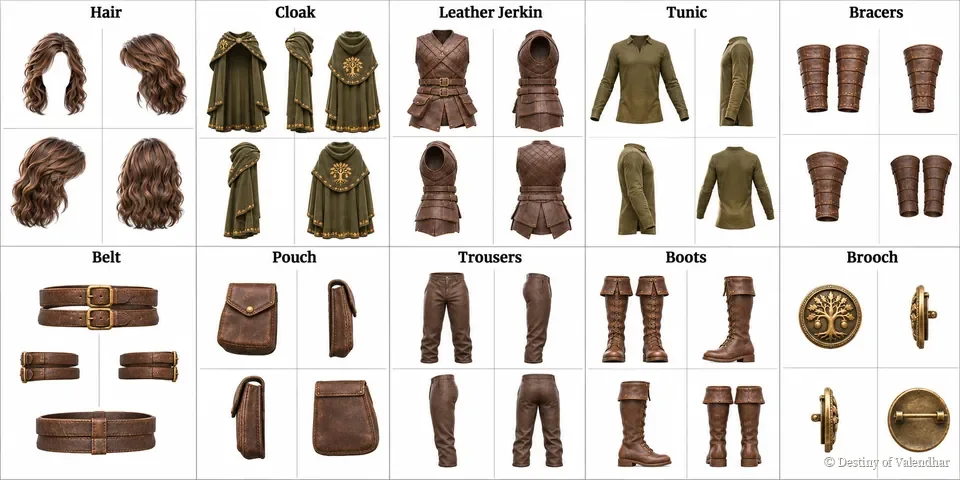 Hair
Cloak
Leather Jerkin
Tunic
Bracers
Belt
Pouch
Trousers
Boots
Brooch
© Destiny of Valendhar